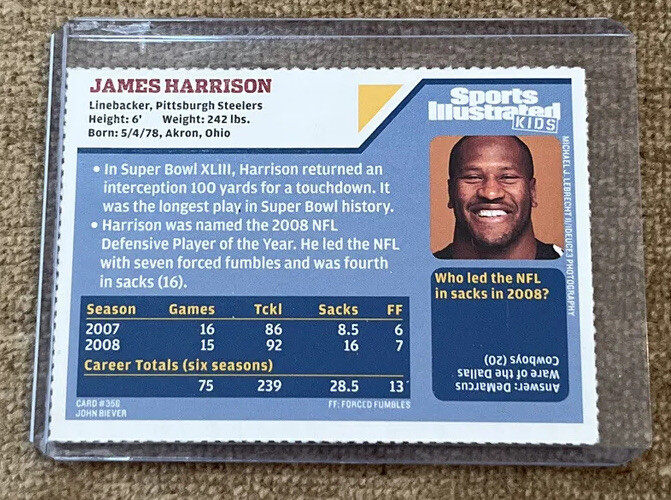 JAMES HARRISON
Linebacker, Pittsburgh Steelers
Height: 6' Weight: 242 lbs.
Born: 5/4/78, Akron, Ohio
Sports
Illustrated
KIDS
• In Super Bowl XLIII, Harrison returned an
interception 100 yards for a touchdown. It
was the longest play in Super Bowl history.
• Harrison was named the 2008 NFL
Defensive Player of the Year. He led the NFL
with seven forced fumbles and was fourth
in sacks (16).
MICHAEL J. LEBRECHT II/DEUCE3 PHOTOGRAPHY
Who led the NFL
in sacks in 2008?
Answer: DeMarcus
Ware of the Dallas
Cowboys (20)
Season Games Tckl Sacks FF
2007 16 86 8.5 6
2008 15 92 16 7
Career Totals (six seasons)
75 239 28.5 13
CARD #356
JOHN BIEVER
FF: FORCED FUMBLES